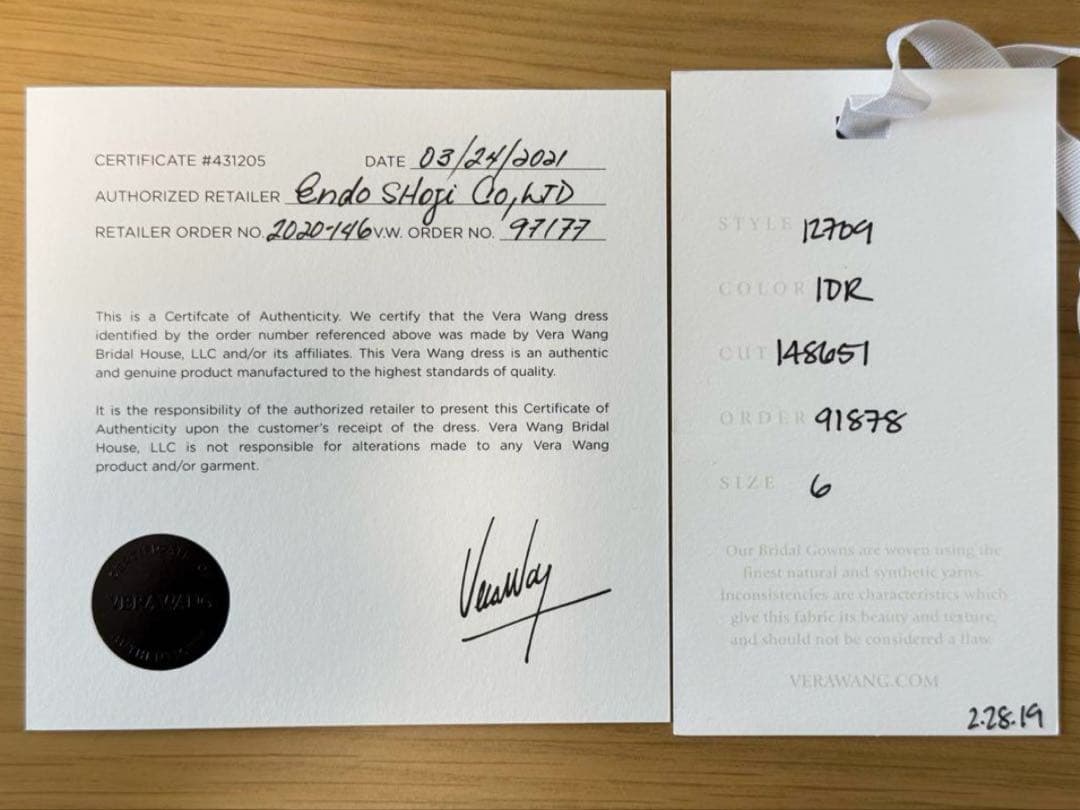 CERTIFICATE #431205 DATE 03/24/2021
AUTHORIZED RETAILER Endo SHoji Co,LTD
RETAILER ORDER NO. 2020-146 V.W. ORDER NO. 97177
This is a Certifcate of Authenticity. We certify that the Vera Wang dress
identified by the order number referenced above was made by Vera Wang
Bridal House, LLC and/or its affiliates. This Vera Wang dress is an authentic
and genuine product manufactured to the highest standards of quality.
It is the responsibility of the authorized retailer to present this Certificate of
Authenticity upon the customer's receipt of the dress. Vera Wang Bridal
House, LLC is not responsible for alterations made to any Vera Wang
product and/or garment.
CERTIFICATE OF
VERA WANG
AUTHENTICITY
Vera Wang
STYLE 12709
COLOR IDR
CUT 148651
ORDER 91878
SIZE 6
Our Bridal Gowns are woven using the
finest natural and synthetic yarns.
Inconsistencies are characteristics which
give this fabric its beauty and texture,
and should not be considered a flaw.
VERAWANG.COM
2.28.19